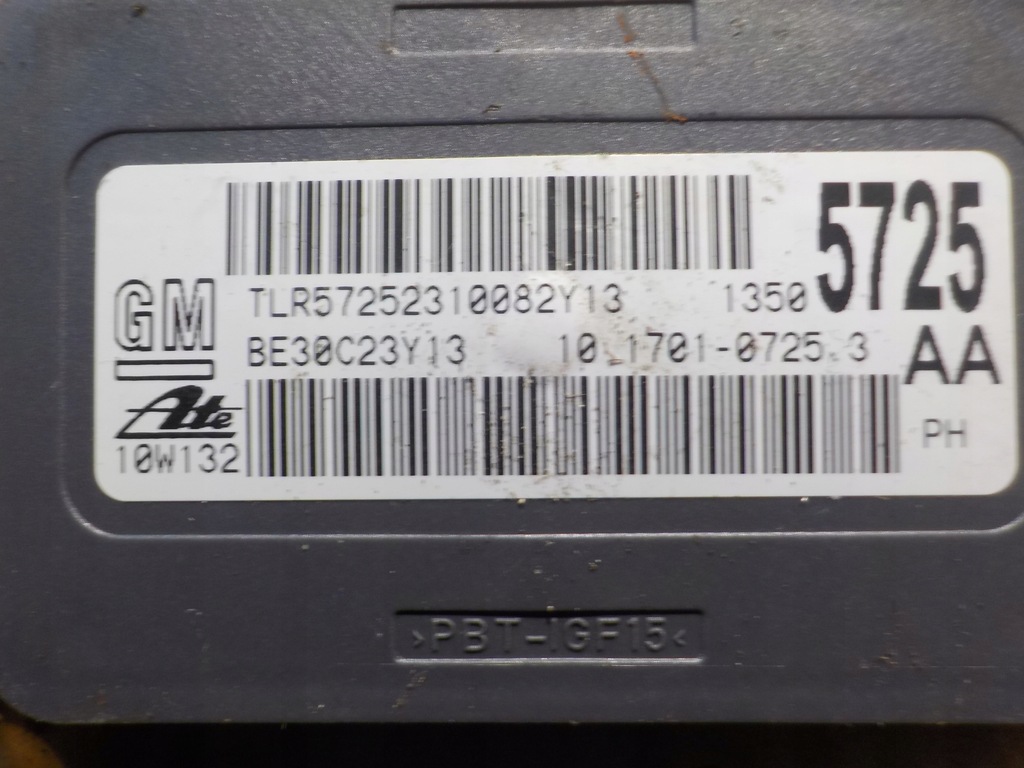 5725
GM
TLR57252310082Y13 1350
BE30C23Y13 10.1701-0725.3
AA
Ate
10W132
PH
>PBT-IGF15<